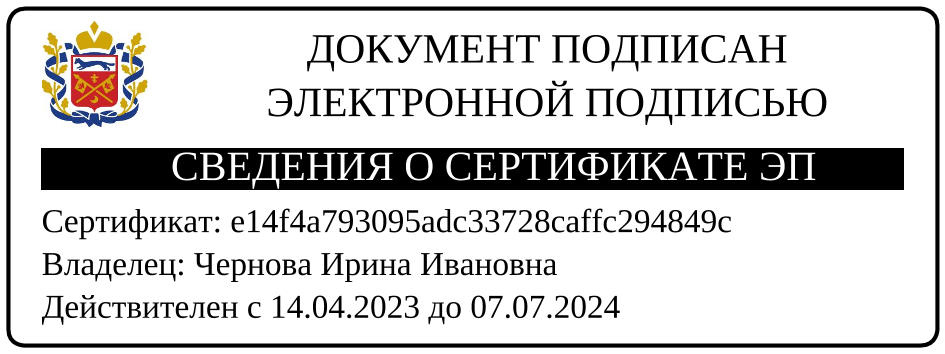 ДОКУМЕНТ ПОДПИСАН
ЭЛЕКТРОННОЙ ПОДПИСЬЮ
СВЕДЕНИЯ О СЕРТИФИКАТЕ ЭП
Сертификат: e14f4a793095adc33728caffc294849c
Владелец: Чернова Ирина Ивановна
Действителен с 14.04.2023 до 07.07.2024